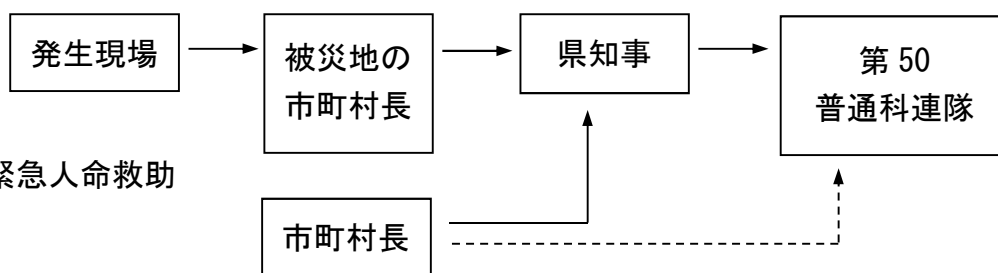 発生現場
被災地の
市町村長
県知事
第 50
普通科連隊
緊急人命救助
市町村長